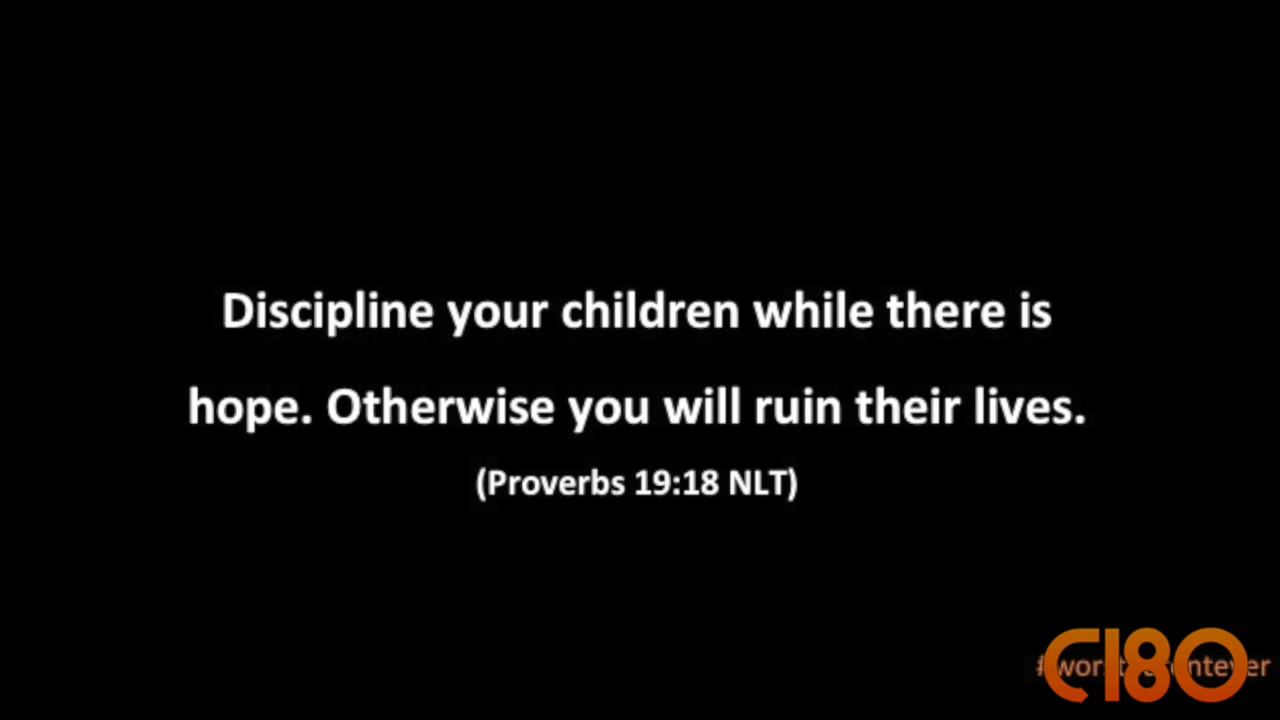 Discipline your children while there is
hope. Otherwise you will ruin their lives.
(Proverbs 19:18 NLT)
C180